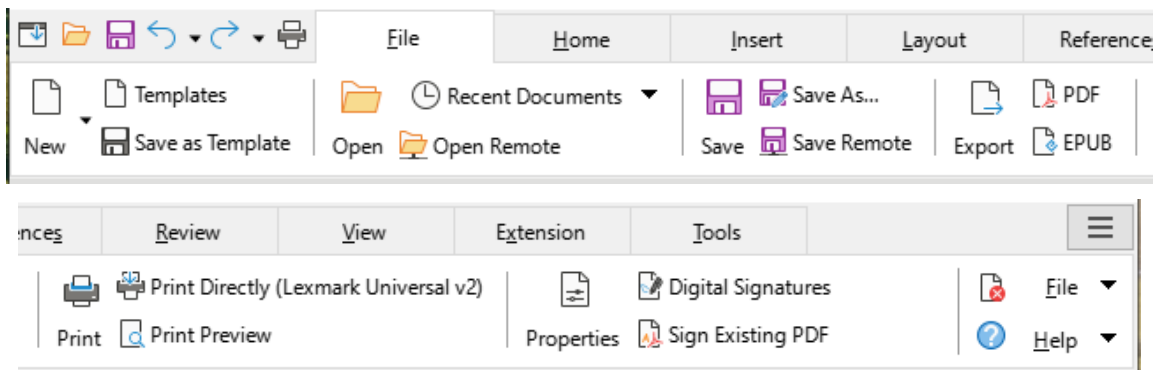 File Home Insert Layout Reference
Templates Recent Documents Save As... PDF
New Save as Template Open Open Remote Save Save Remote Export EPUB
nces Review View Extension Tools
Print Directly (Lexmark Universal v2) Digital Signatures File
Print Print Preview Properties Sign Existing PDF Help